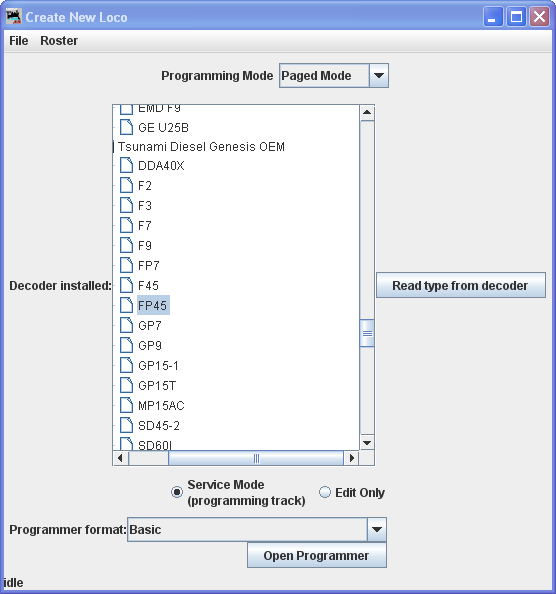 Create New Loco
File Roster
Programming Mode Paged Mode
EMD F9
GE U25B
Tsunami Diesel Genesis OEM
DDA40X
F2
F3
F7
F9
FP7
Decoder installed: F45 Read type from decoder
FP45
GP7
GP9
GP15-1
GP15T
MP15AC
SD45-2
SD60I
Service Mode
(programming track) Edit Only
Programmer format: Basic
Open Programmer
idle